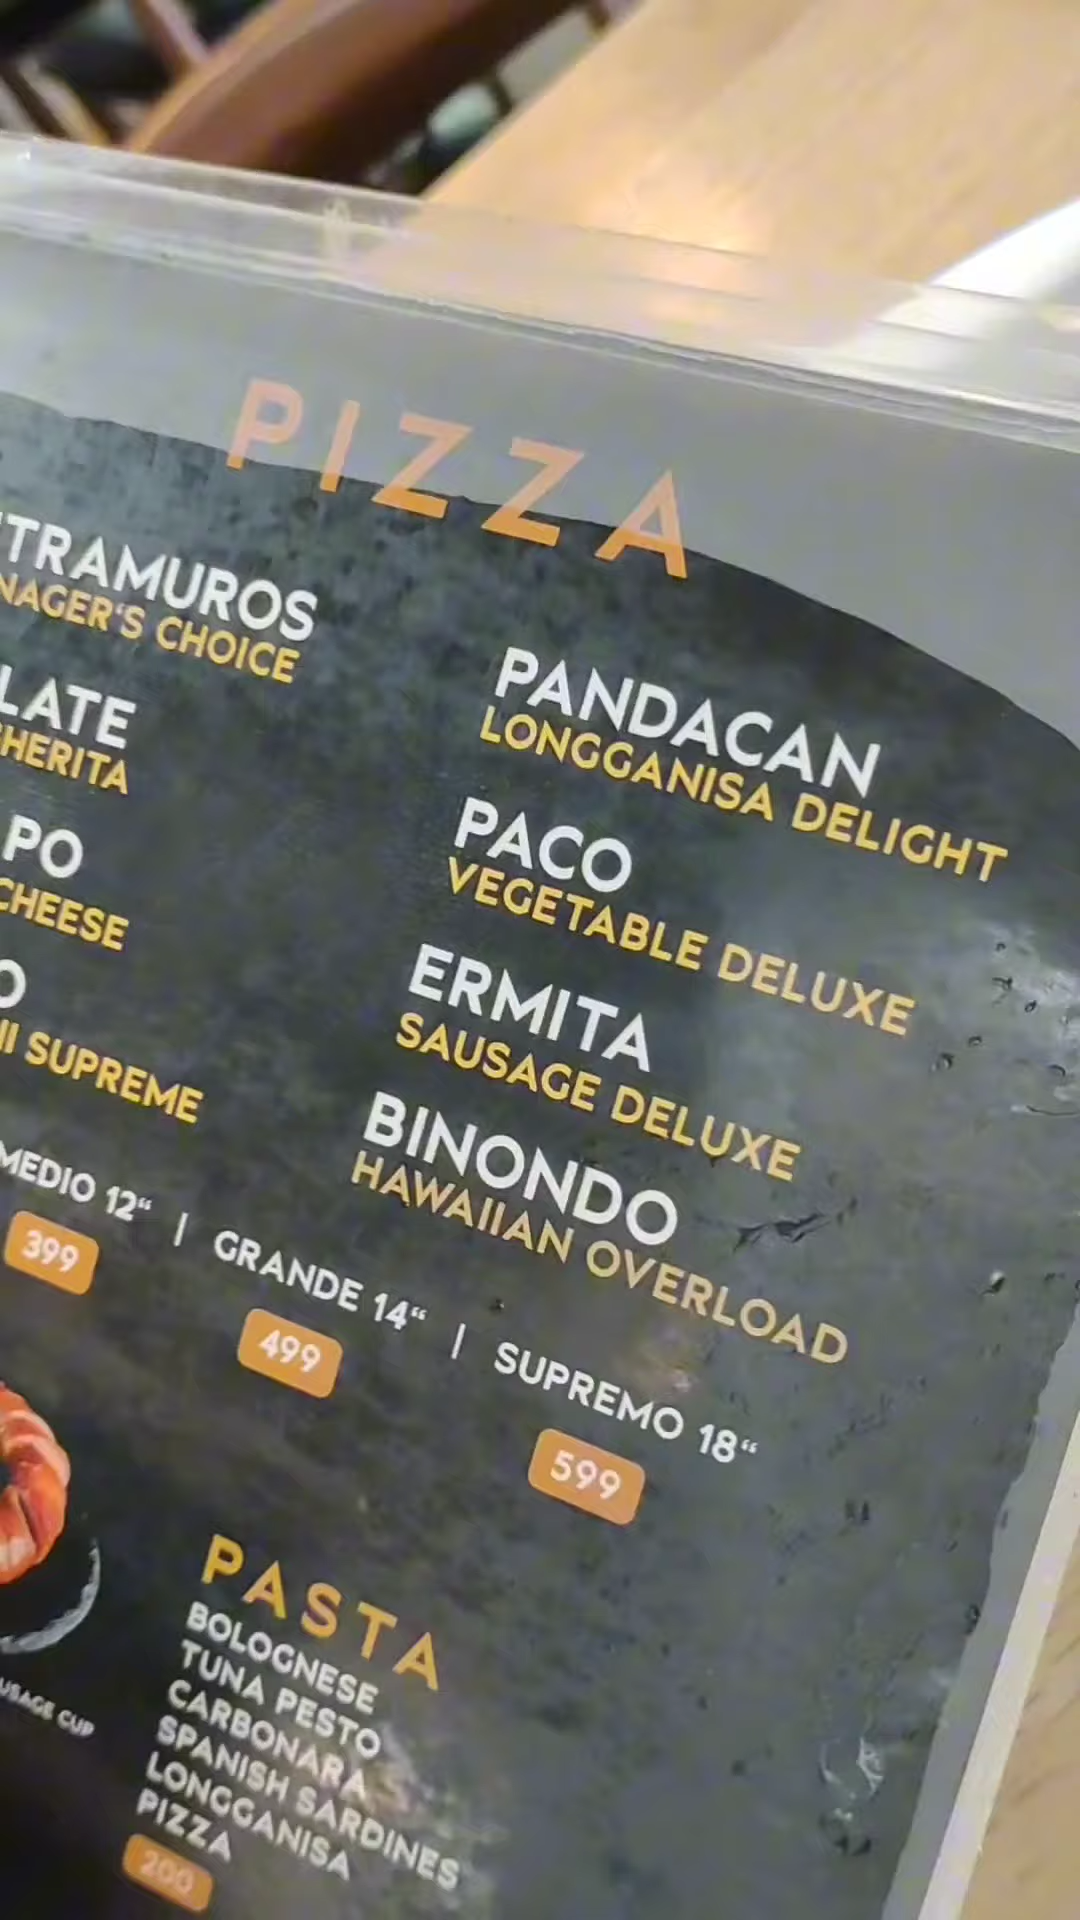 PIZZA
TRAMUROS
NAGER'S CHOICE
LATE
HERITA
PO
CHEESE
O
SUPREME
PANDACAN
LONGGANISA DELIGHT
PACO
VEGETABLE DELUXE
ERMITA
SAUSAGE DELUXE
BINONDO
HAWAIIAN OVERLOAD
MEDIO 12“ | GRANDE 14“ | SUPREMO 18“
399 499 599
USAGE CUP
PASTA
BOLOGNESE
TUNA PESTO
CARBONARA
SPANISH SARDINES
LONGGANISA
PIZZA
200